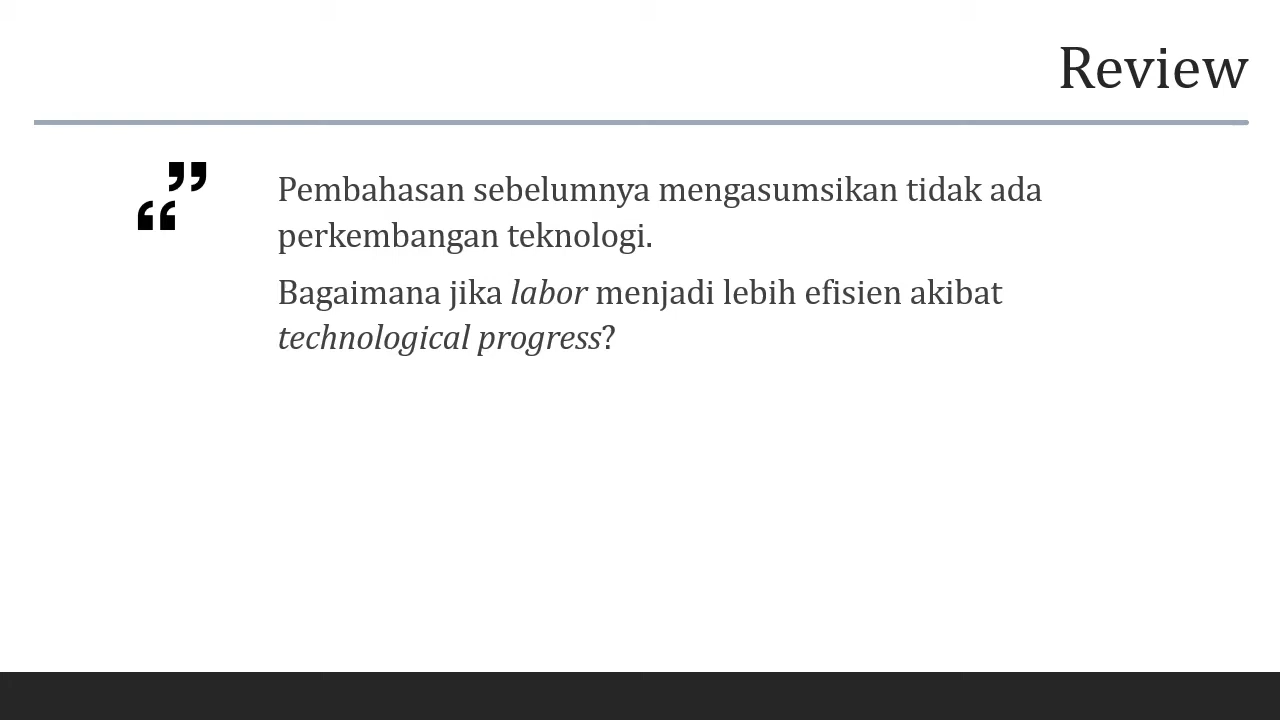 Review
Pembahasan sebelumnya mengasumsikan tidak ada
perkembangan teknologi.
Bagaimana jika labor menjadi lebih efisien akibat
technological progress?